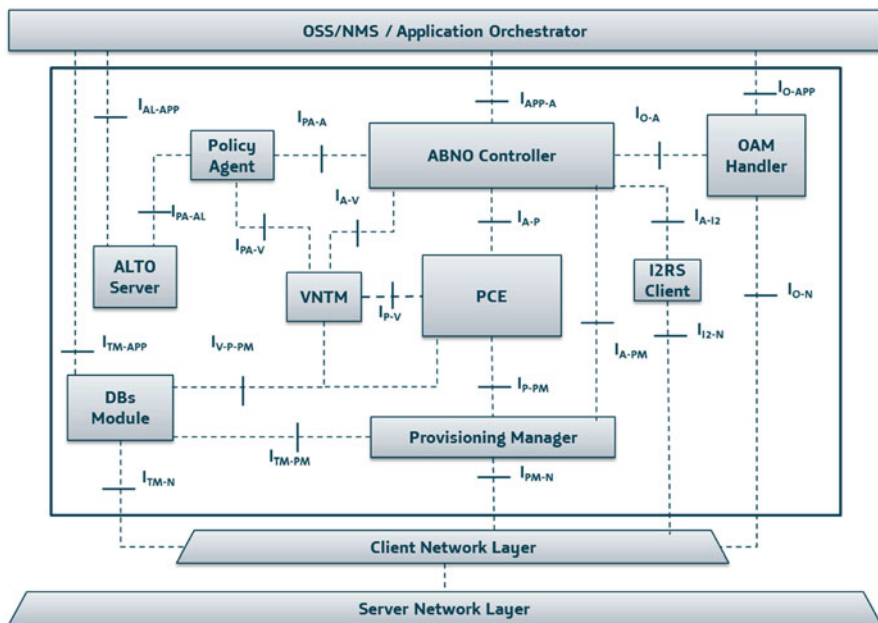 OSS/NMS / Application Orchestrator
I_AL-APP
I_APP-A
I_O-APP
I_PA-A
I_O-A
Policy
Agent
ABNO Controller
OAM
Handler
I_A-V
I_PA-AL
I_PA-V
I_A-P
I_A-I2
ALTO
Server
VNTM
PCE
I2RS
Client
I_O-N
I_P-V
I_TM-APP
I_V-P-PM
I_A-PM
I_I2-N
DBs
Module
I_P-PM
Provisioning Manager
I_TM-PM
I_TM-N
I_PM-N
Client Network Layer
Server Network Layer